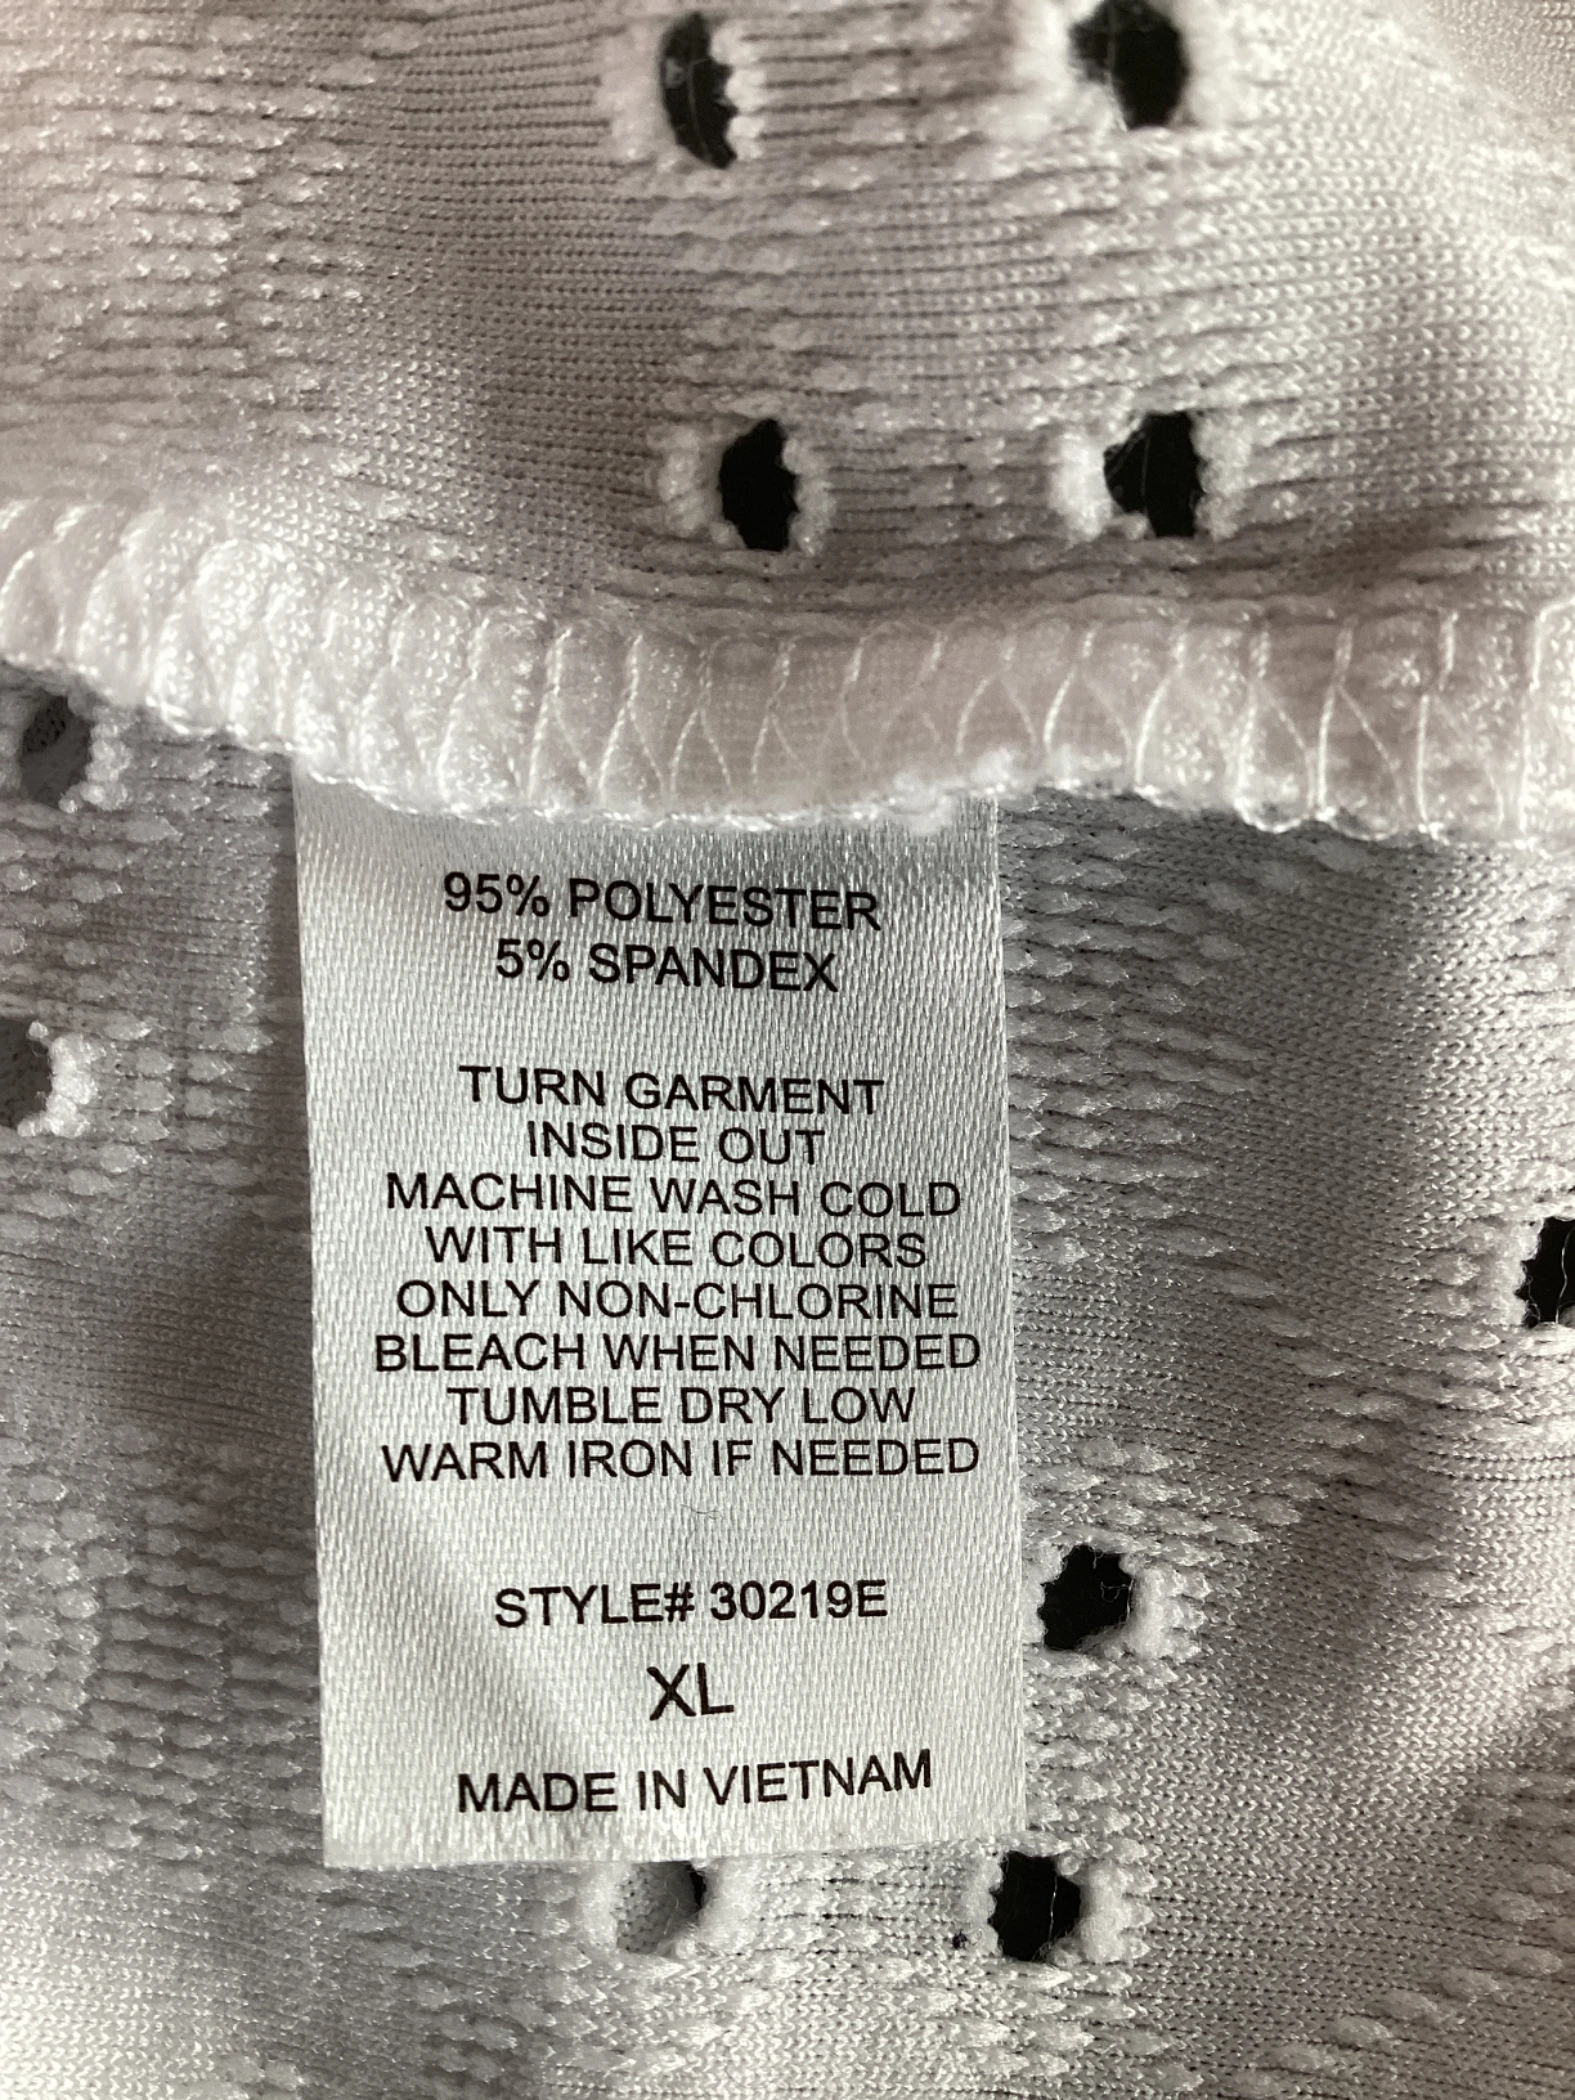 95% POLYESTER
5% SPANDEX
TURN GARMENT
INSIDE OUT
MACHINE WASH COLD
WITH LIKE COLORS
ONLY NON-CHLORINE
BLEACH WHEN NEEDED
TUMBLE DRY LOW
WARM IRON IF NEEDED
STYLE# 30219E
XL
MADE IN VIETNAM